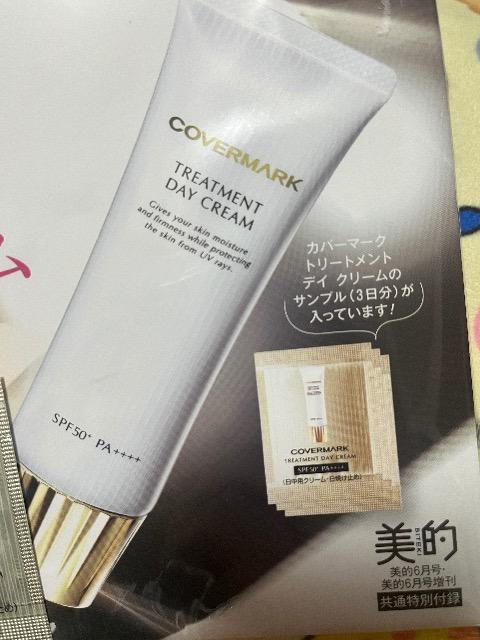 COVERMARK
TREATMENT
DAY CREAM
Gives your skin moisture
and firmness while protecting
the skin from UV rays.
SPF50+ PA++++
ム
カバーマーク
トリートメント
デイ クリームの
サンプル(3日分)が
入っています!
COVERMARK
TREATMENT DAY CREAM
SPF50+ PA++++
(日中用クリーム・日焼け止め)
美的
BITEKI
美的6月号・
美的6月号増刊
共通特別付録